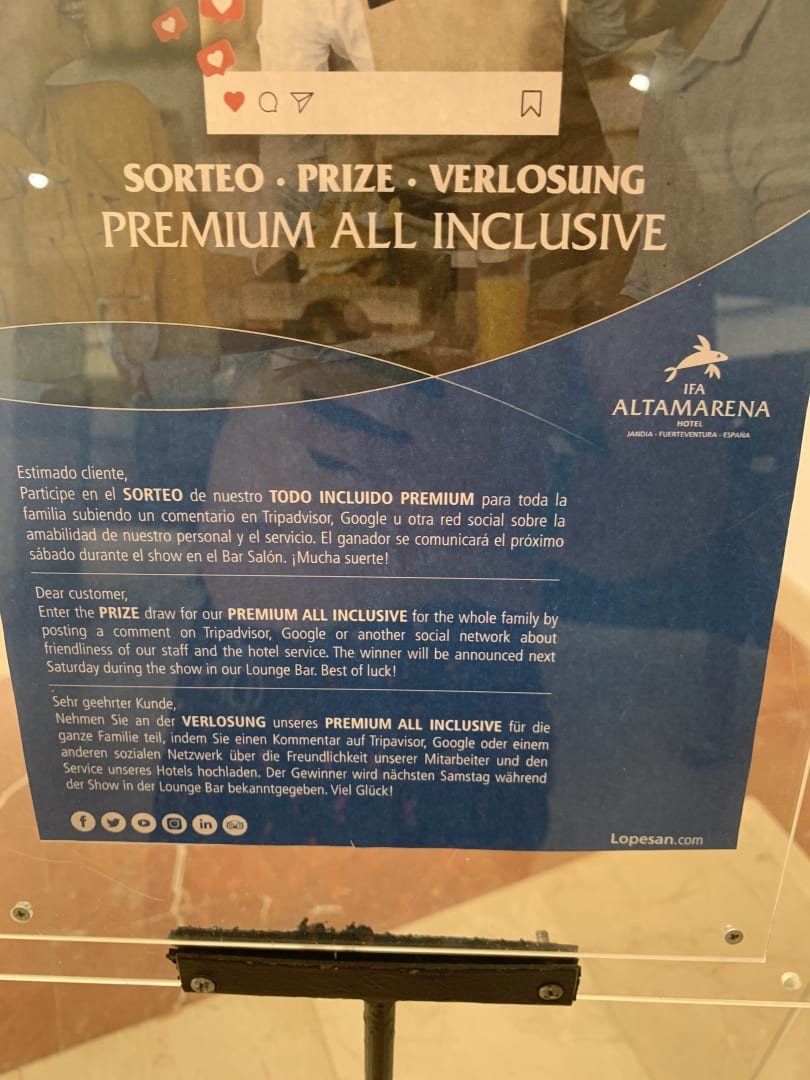 SORTEO · PRIZE · VERLOSUNG
PREMIUM ALL INCLUSIVE
IFA
ALTAMARENA
HOTEL
JANDIA - FUERTEVENTURA - ESPAÑA
Estimado cliente,
Participe en el SORTEO de nuestro TODO INCLUIDO PREMIUM para toda la
familia subiendo un comentario en Tripadvisor, Google u otra red social sobre la
amabilidad de nuestro personal y el servicio. El ganador se comunicará el próximo
sábado durante el show en el Bar Salón. ¡Mucha suerte!
Dear customer,
Enter the PRIZE draw for our PREMIUM ALL INCLUSIVE for the whole family by
posting a comment on Tripadvisor, Google or another social network about
friendliness of our staff and the hotel service. The winner will be announced next
Saturday during the show in our Lounge Bar. Best of luck!
Sehr geehrter Kunde,
Nehmen Sie an der VERLOSUNG unseres PREMIUM ALL INCLUSIVE für die
ganze Familie teil, indem Sie einen Kommentar auf Tripavisor, Google oder einem
anderen sozialen Netzwerk über die Freundlichkeit unserer Mitarbeiter und den
Service unseres Hotels hochladen. Der Gewinner wird nächsten Samstag während
der Show in der Lounge Bar bekanntgegeben. Viel Glück!
Lopesan.com